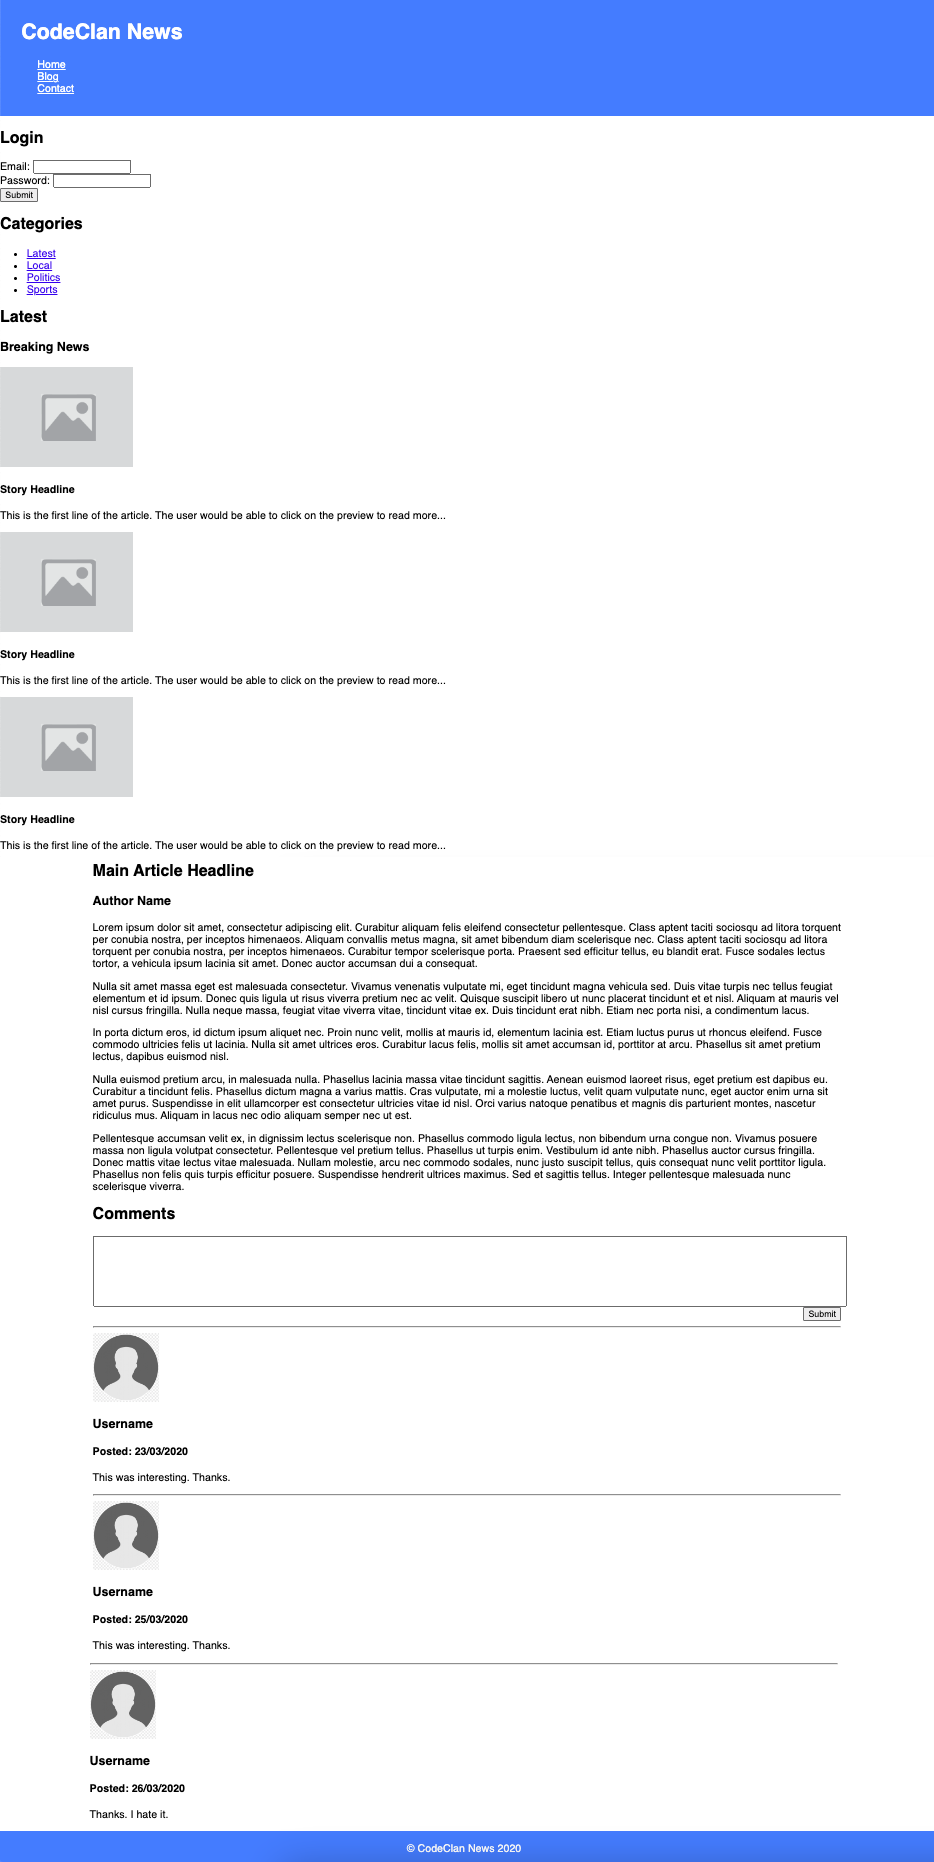 CodeClan News
Home
Blog
Contact
Login
Email:
Password:
Submit
Categories
Latest
Local
Politics
Sports
Latest
Breaking News
Story Headline
This is the first line of the article. The user would be able to click on the preview to read more...
Story Headline
This is the first line of the article. The user would be able to click on the preview to read more...
Story Headline
This is the first line of the article. The user would be able to click on the preview to read more...
Main Article Headline
Author Name
Lorem ipsum dolor sit amet, consectetur adipiscing elit. Curabitur aliquam felis eleifend consectetur pellentesque. Class aptent taciti sociosqu ad litora torquent
per conubia nostra, per inceptos himenaeos. Aliquam convallis metus magna, sit amet bibendum diam scelerisque nec. Class aptent taciti sociosqu ad litora
torquent per conubia nostra, per inceptos himenaeos. Curabitur tempor scelerisque porta. Praesent sed efficitur tellus, eu blandit erat. Fusce sodales lectus
tortor, a vehicula ipsum lacinia sit amet. Donec auctor accumsan dui a consequat.
Nulla sit amet massa eget est malesuada consectetur. Vivamus venenatis vulputate mi, eget tincidunt magna vehicula sed. Duis vitae turpis nec tellus feugiat
elementum et id ipsum. Donec quis ligula ut risus viverra pretium nec ac velit. Quisque suscipit libero ut nunc placerat tincidunt et et nisl. Aliquam at mauris vel
nisl cursus fringilla. Nulla neque massa, feugiat vitae viverra vitae, tincidunt vitae ex. Duis tincidunt erat nibh. Etiam nec porta nisi, a condimentum lacus.
In porta dictum eros, id dictum ipsum aliquet nec. Proin nunc velit, mollis at mauris id, elementum lacinia est. Etiam luctus purus ut rhoncus eleifend. Fusce
commodo ultricies felis ut lacinia. Nulla sit amet ultrices eros. Curabitur lacus felis, mollis sit amet accumsan id, porttitor at arcu. Phasellus sit amet pretium
lectus, dapibus euismod nisl.
Nulla euismod pretium arcu, in malesuada nulla. Phasellus lacinia massa vitae tincidunt sagittis. Aenean euismod laoreet risus, eget pretium est dapibus eu.
Curabitur a tincidunt felis. Phasellus dictum magna a varius mattis. Cras vulputate, mi a molestie luctus, velit quam vulputate nunc, eget auctor enim urna sit
amet purus. Suspendisse in elit ullamcorper est consectetur ultricies vitae id nisl. Orci varius natoque penatibus et magnis dis parturient montes, nascetur
ridiculus mus. Aliquam in lacus nec odio aliquam semper nec ut est.
Pellentesque accumsan velit ex, in dignissim lectus scelerisque non. Phasellus commodo ligula lectus, non bibendum urna congue non. Vivamus posuere
massa non ligula volutpat consectetur. Pellentesque vel pretium tellus. Phasellus ut turpis enim. Vestibulum id ante nibh. Phasellus auctor cursus fringilla.
Donec mattis vitae lectus vitae malesuada. Nullam molestie, arcu nec commodo sodales, nunc justo suscipit tellus, quis consequat nunc velit porttitor ligula.
Phasellus non felis quis turpis efficitur posuere. Suspendisse hendrerit ultrices maximus. Sed et sagittis tellus. Integer pellentesque malesuada nunc
scelerisque viverra.
Comments
Submit
Username
Posted: 23/03/2020
This was interesting. Thanks.
Username
Posted: 25/03/2020
This was interesting. Thanks.
Username
Posted: 26/03/2020
Thanks. I hate it.
© CodeClan News 2020